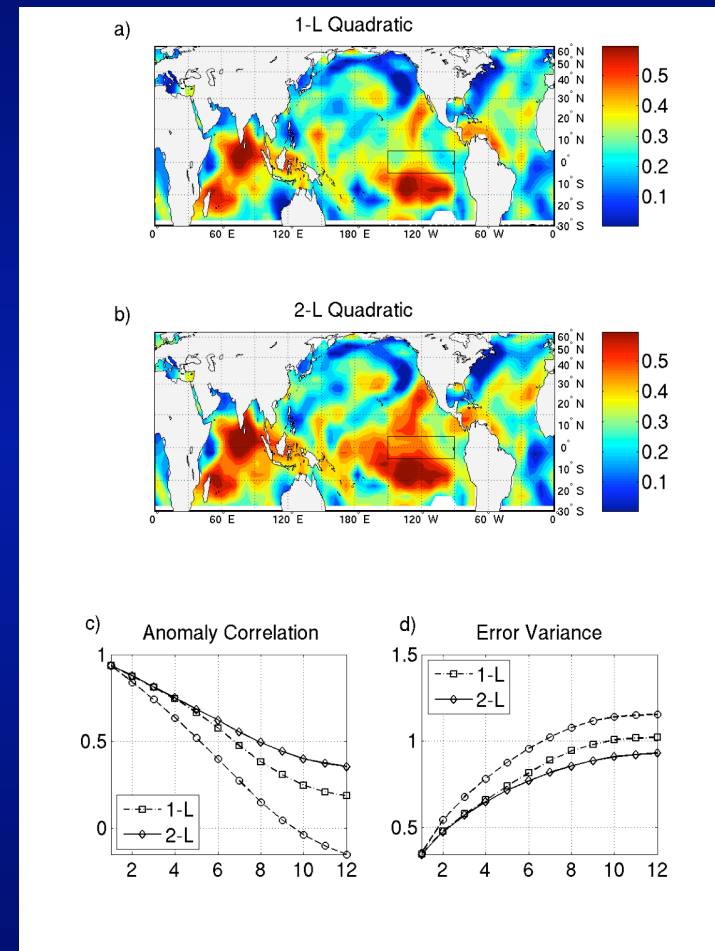 a)
1-L Quadratic
60° N
50° N
40° N
30° N
20° N
10° N
0°
10° S
20° S
30° S
0 60° E 120° E 180° E 120° W 60° W 0
0.5
0.4
0.3
0.2
0.1
b)
2-L Quadratic
60° N
50° N
40° N
30° N
20° N
10° N
0°
10° S
20° S
30° S
0° 60° E 120° E 180° E 120° W 60° W 0°
0.5
0.4
0.3
0.2
0.1
c)
Anomaly Correlation
1
0.5
0
1-L
2-L
2 4 6 8 10 12
d)
Error Variance
1.5
1
0.5
1-L
2-L
2 4 6 8 10 12